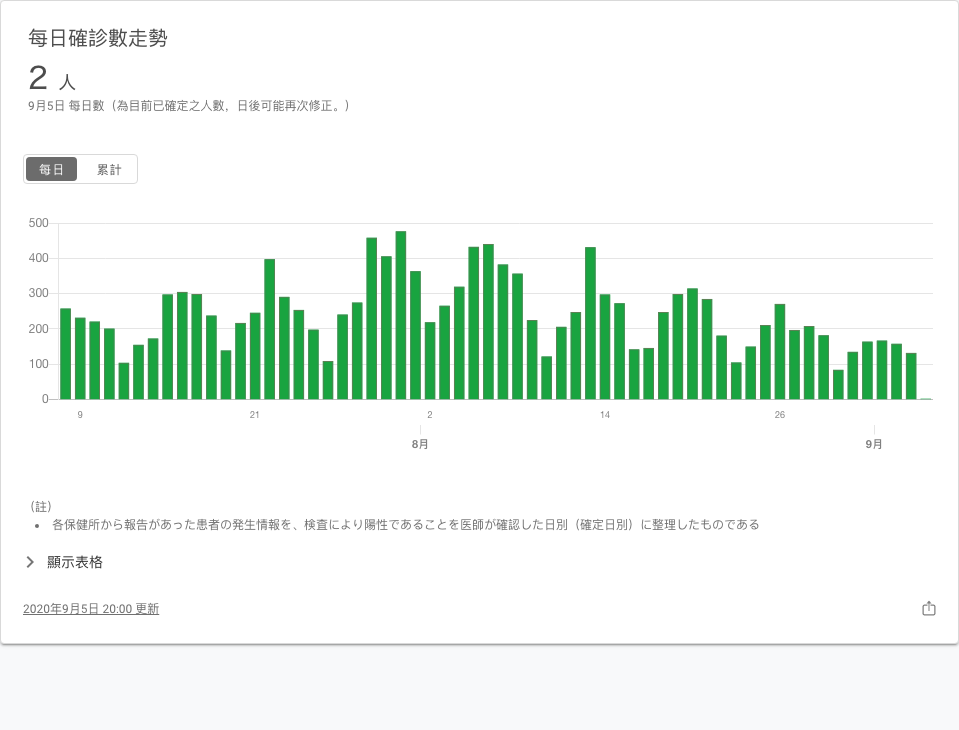 每日確診數走勢
2 人
9月5日 每日數（為目前已確定之人數，日後可能再次修正。）
每日 累計
500
400
300
200
100
0
9 21 2 14 26
8月 9月
（註）
• 各保健所から報告があった患者の発生情報を、検査により陽性であることを医師が確認した日別（確定日別）に整理したものである
顯示表格
2020年9月5日 20:00 更新